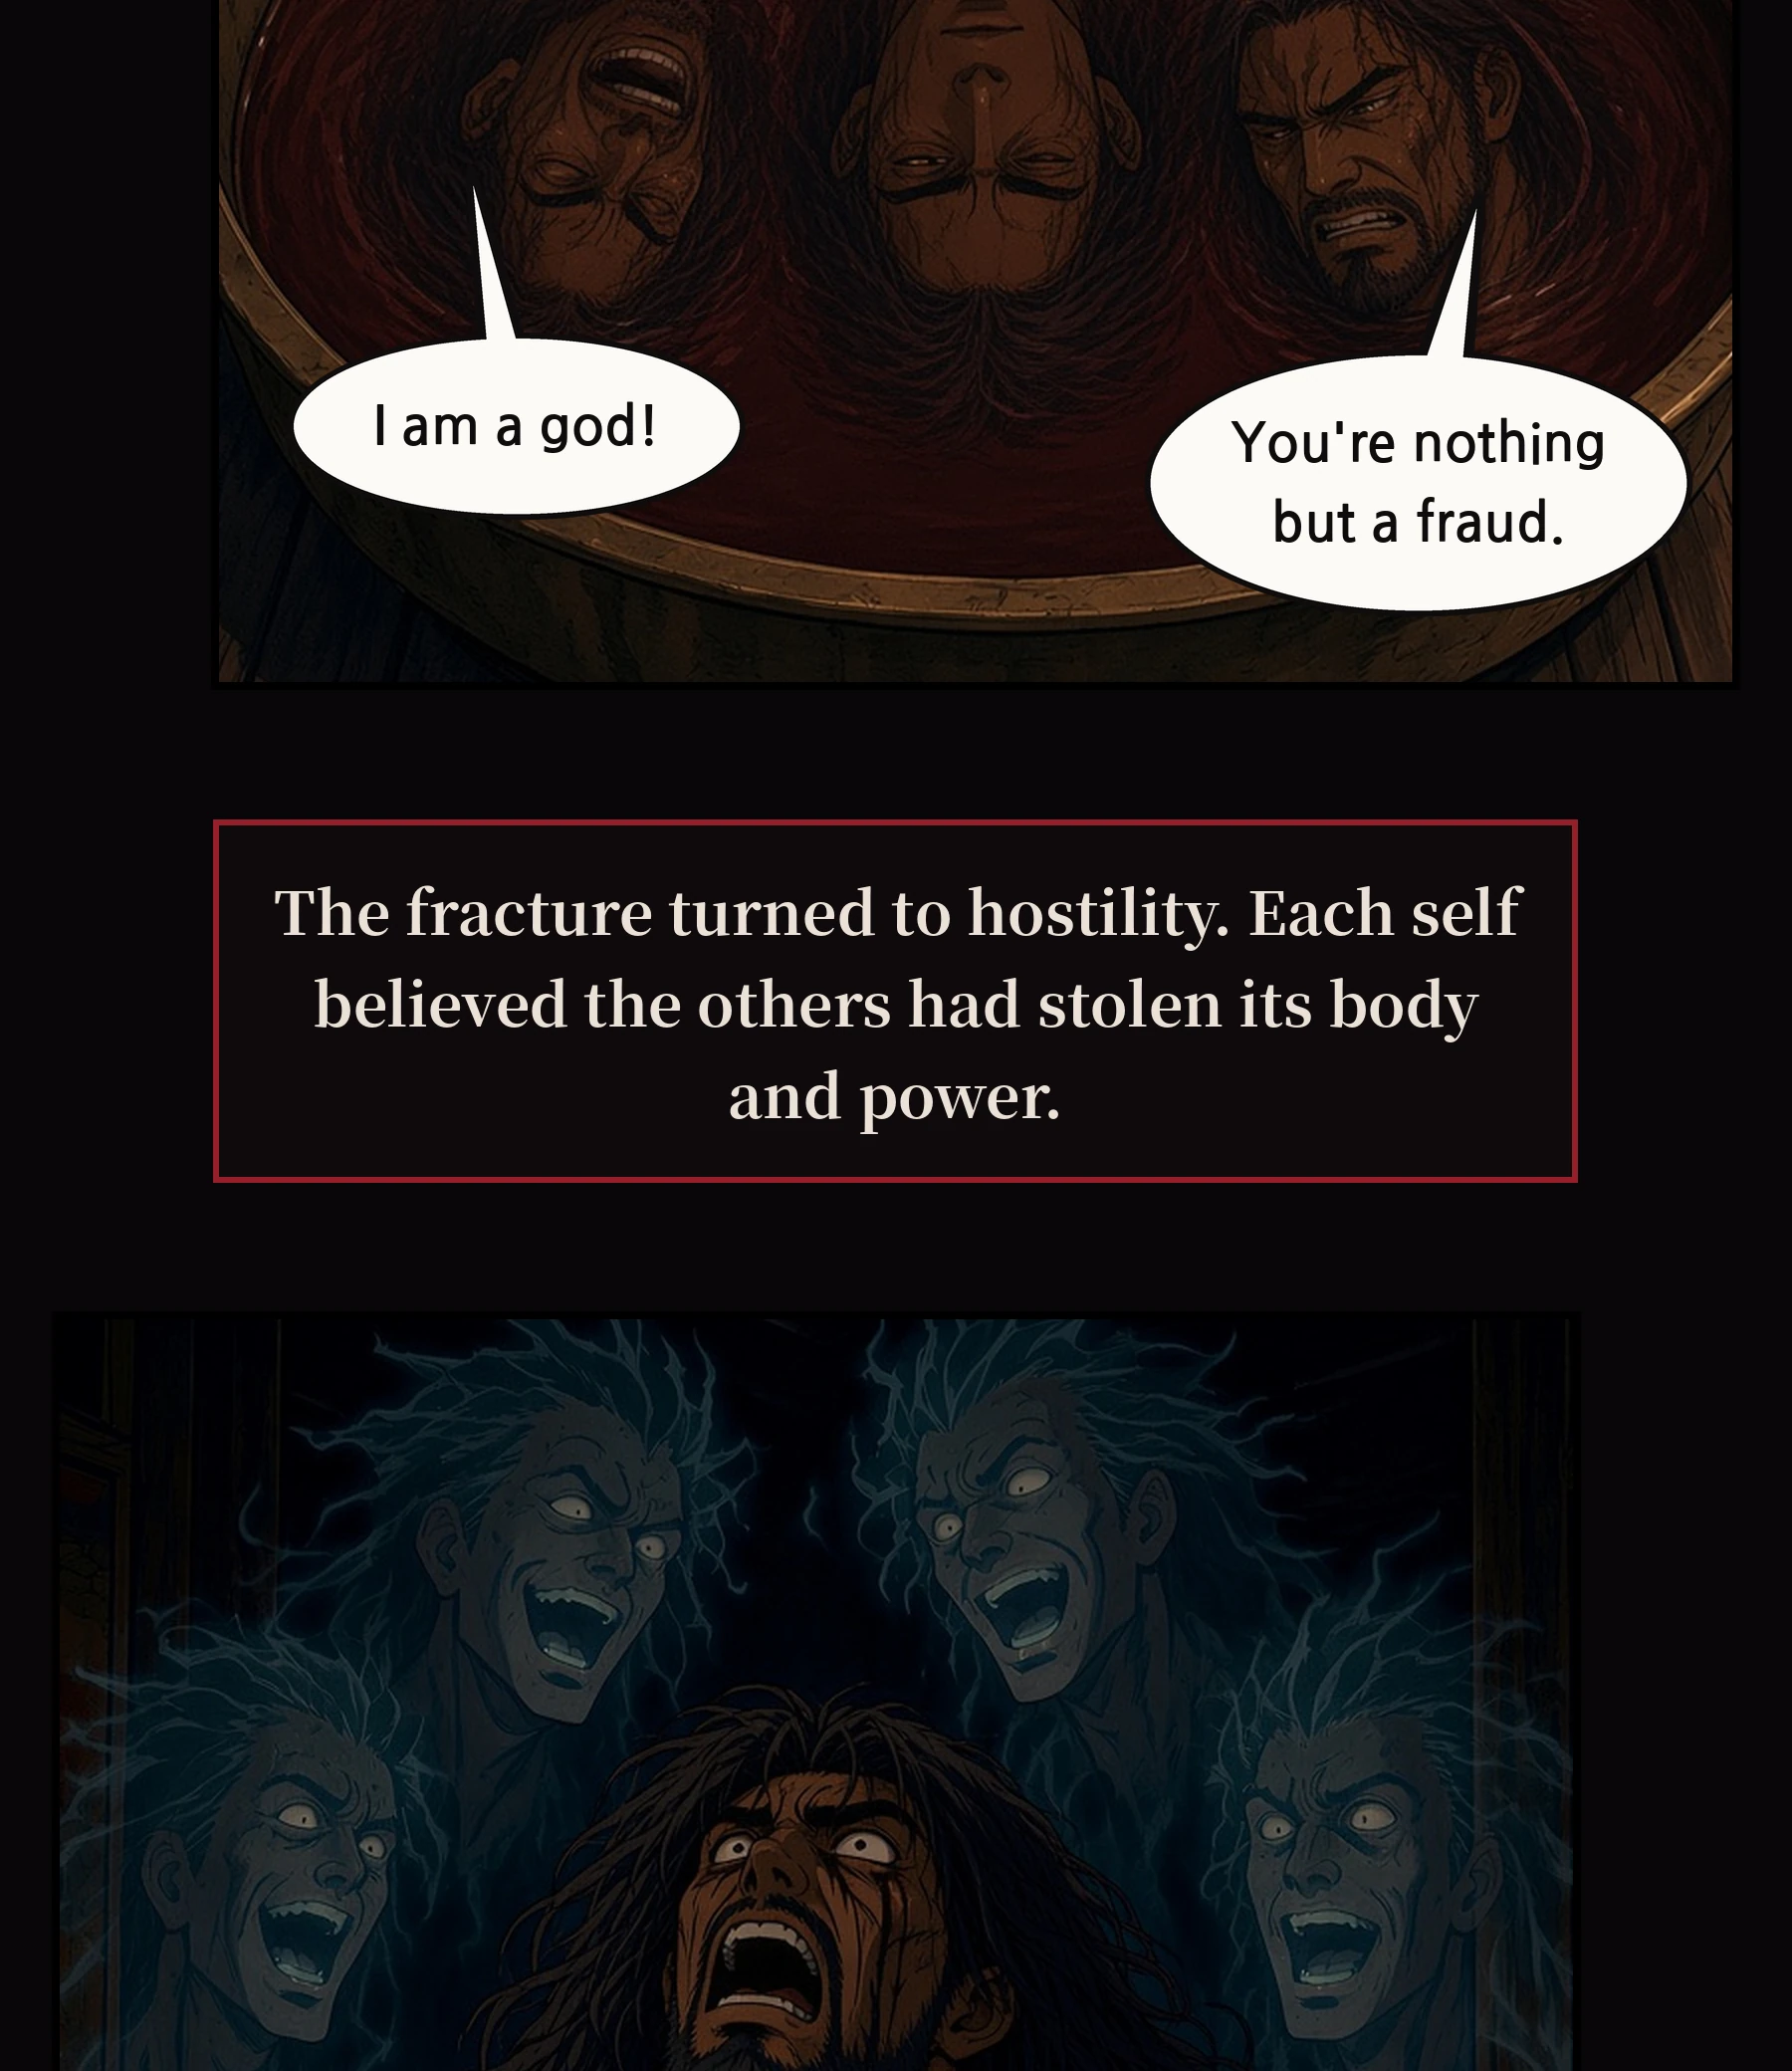 I am a god!
You're nothing
but a fraud.
The fracture turned to hostility. Each self
believed the others had stolen its body
and power.